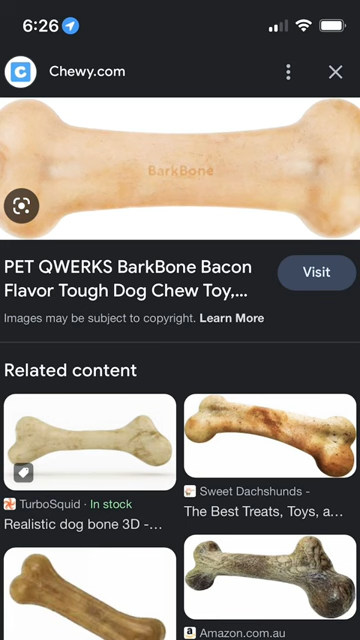 6:26
Chewy.com
BarkBone
PET QWERKS BarkBone Bacon
Flavor Tough Dog Chew Toy,...
Visit
Images may be subject to copyright. Learn More
Related content
TurboSquid · In stock
Realistic dog bone 3D -...
Sweet Dachshunds -
The Best Treats, Toys, a...
Amazon.com.au